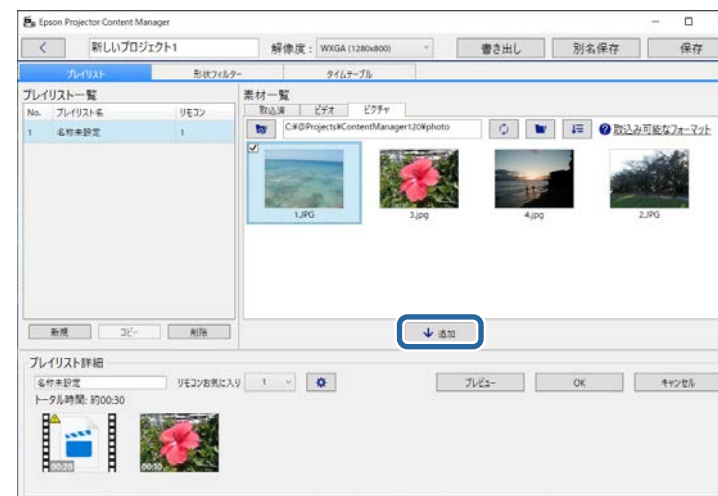 Epson Projector Content Manager
新しいプロジェクト1
解像度： WXGA (1280x800)
書き出し
別名保存
保存
プレイリスト
形状フィルター
タイムテーブル
プレイリスト一覧
No. プレイリスト名 リモコン
1 名称未設定 1
新規
コピー
削除
素材一覧
取込済 ビデオ ピクチャ
C:¥@Projects¥ContentManager120¥photo
取込み可能なフォーマット
1.JPG
3.jpg
4.jpg
2.JPG
追加
プレイリスト詳細
名称未設定
リモコンお気に入り 1
プレビュー
OK
キャンセル
トータル時間: 約00:30
00:20
00:10